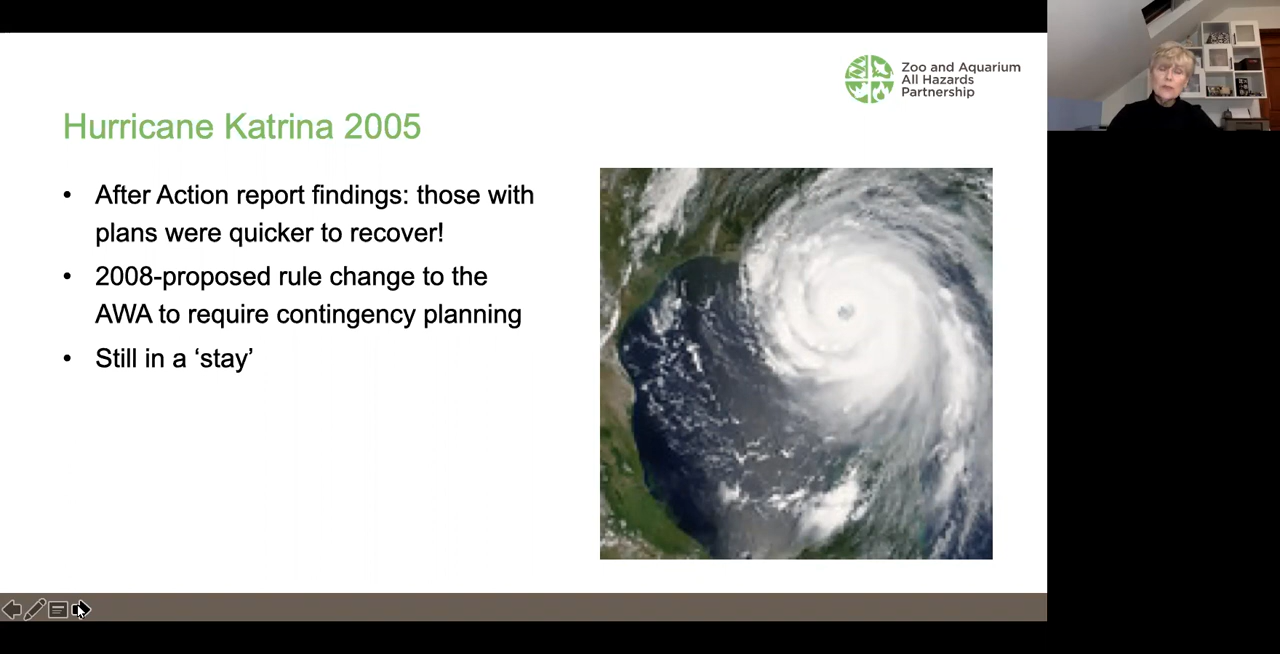 Zoo and Aquarium
All Hazards
Partnership
Hurricane Katrina 2005
• After Action report findings: those with
plans were quicker to recover!
• 2008-proposed rule change to the
AWA to require contingency planning
• Still in a ‘stay’